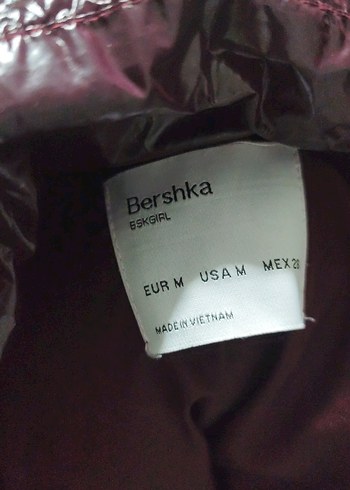 Bershka
BSKGIRL
EUR M USA M MEX 28
MADE IN VIETNAM